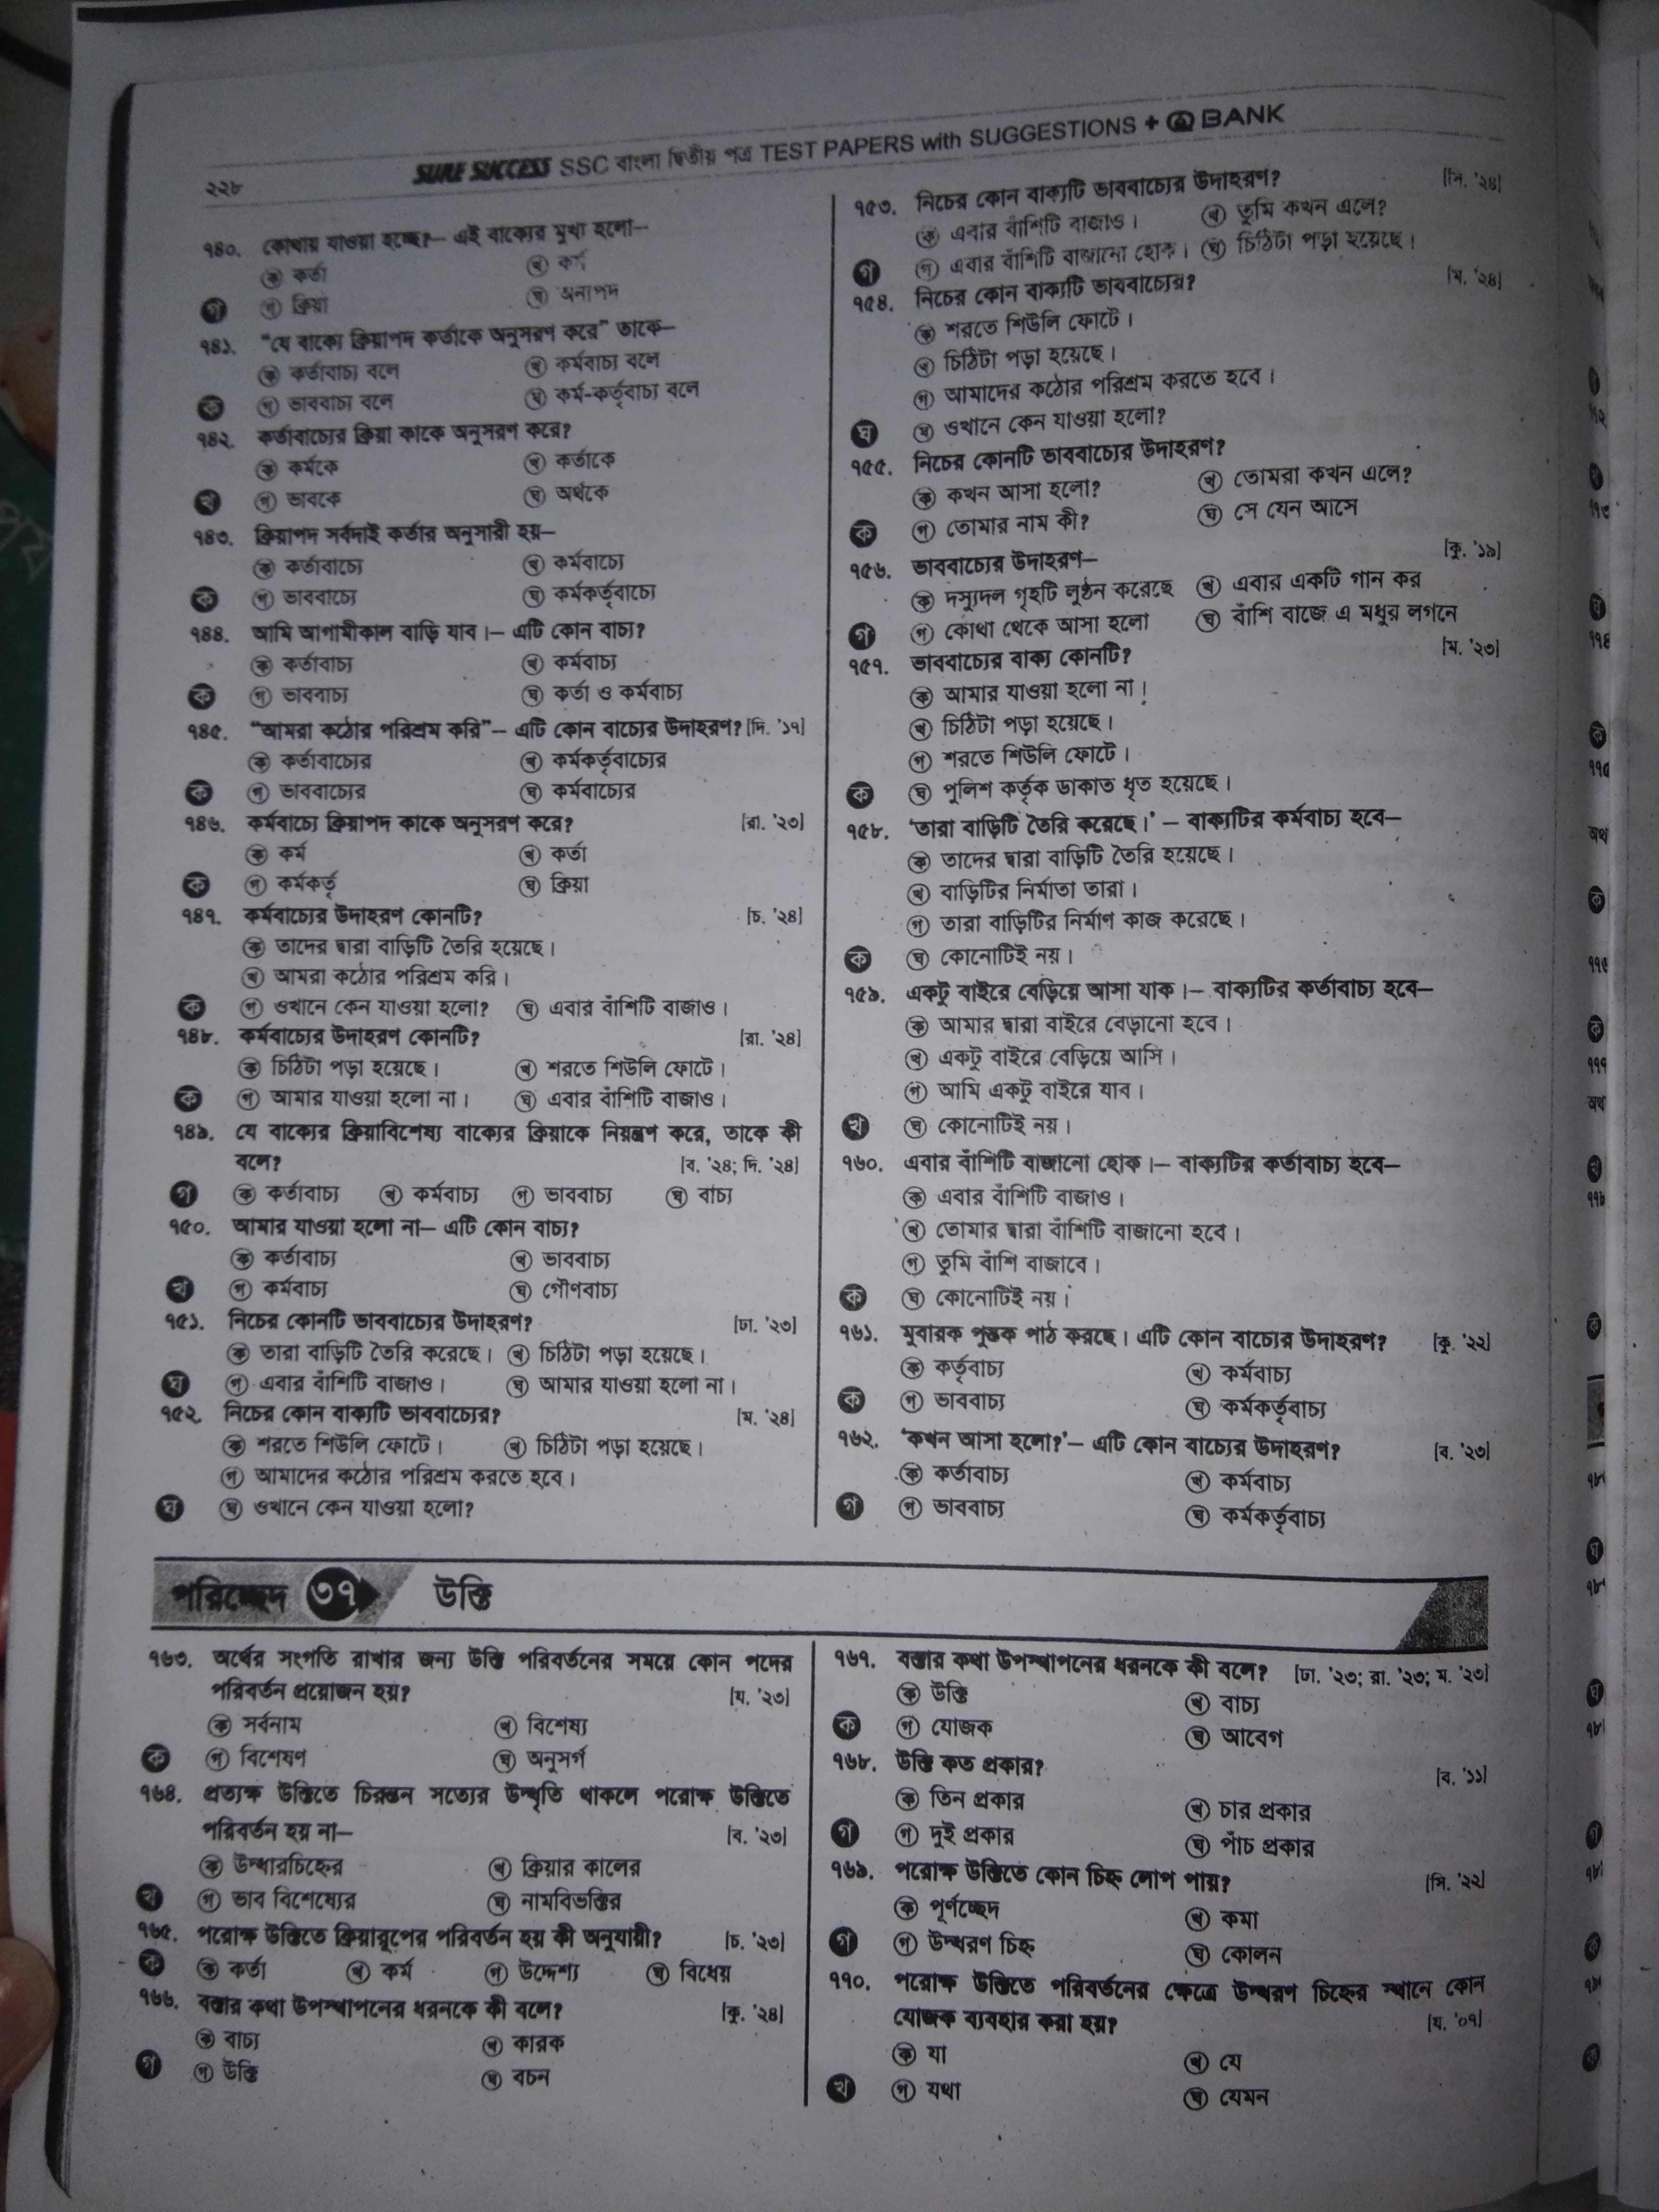 SURE SUCCESS SSC বাংলা দ্বিতীয় পত্র TEST PAPERS with SUGGESTIONS + Q BANK
২২৮
৭৪০. কোথায় যাওয়া হচ্ছে?— এই বাক্যের মুখ্য হলো—
ক কর্তা খ কর্ম
গ গ ক্রিয়া ঘ অনাপদ
৭৪১. "যে বাক্যে ক্রিয়াপদ কর্তাকে অনুসরণ করে" তাকে—
ক কর্তাবাচ্য বলে খ কর্মবাচ্য বলে
ক গ ভাববাচ্য বলে ঘ কর্ম-কর্তৃবাচ্য বলে
৭৪২. কর্তাবাচ্যের ক্রিয়া কাকে অনুসরণ করে?
ক কর্মকে খ কর্তাকে
খ গ ভাবকে ঘ অর্থকে
৭৪৩. ক্রিয়াপদ সর্বদাই কর্তার অনুসারী হয়—
ক কর্তাবাচ্যে খ কর্মবাচ্যে
ক গ ভাববাচ্যে ঘ কর্মকর্তৃবাচ্যে
৭৪৪. আমি আগামীকাল বাড়ি যাব।— এটি কোন বাচ্য?
ক কর্তাবাচ্য খ কর্মবাচ্য
ক গ ভাববাচ্য ঘ কর্তা ও কর্মবাচ্য
৭৪৫. "আমরা কঠোর পরিশ্রম করি"— এটি কোন বাচ্যের উদাহরণ? [দি. '১৭]
ক কর্তাবাচ্যের খ কর্মকর্তৃবাচ্যের
ক গ ভাববাচ্যের ঘ কর্মবাচ্যের
৭৪৬. কর্মবাচ্যে ক্রিয়াপদ কাকে অনুসরণ করে? [রা. '২৩]
ক কর্ম খ কর্তা
ক গ কর্মকর্তৃ ঘ ক্রিয়া
৭৪৭. কর্মবাচ্যের উদাহরণ কোনটি? [চ. '২৪]
ক তাদের দ্বারা বাড়িটি তৈরি হয়েছে।
খ আমরা কঠোর পরিশ্রম করি।
ক গ ওখানে কেন যাওয়া হলো? ঘ এবার বাঁশিটি বাজাও।
৭৪৮. কর্মবাচ্যের উদাহরণ কোনটি? [রা. '২৪]
ক চিঠিটা পড়া হয়েছে। খ শরতে শিউলি ফোটে।
ক গ আমার যাওয়া হলো না। ঘ এবার বাঁশিটি বাজাও।
৭৪৯. যে বাক্যের ক্রিয়াবিশেষ্য বাক্যের ক্রিয়াকে নিয়ন্ত্রণ করে, তাকে কী
বলে? [ব. '২৪; দি. '২৪]
গ ক কর্তাবাচ্য খ কর্মবাচ্য গ ভাববাচ্য ঘ বাচ্য
৭৫০. আমার যাওয়া হলো না— এটি কোন বাচ্য?
ক কর্তাবাচ্য খ ভাববাচ্য
খ গ কর্মবাচ্য ঘ গৌণবাচ্য
৭৫১. নিচের কোনটি ভাববাচ্যের উদাহরণ? [ঢা. '২৩]
ক তারা বাড়িটি তৈরি করেছে। খ চিঠিটা পড়া হয়েছে।
ঘ গ এবার বাঁশিটি বাজাও। ঘ আমার যাওয়া হলো না।
৭৫২. নিচের কোন বাক্যটি ভাববাচ্যের? [ম. '২৪]
ক শরতে শিউলি ফোটে। খ চিঠিটা পড়া হয়েছে।
গ আমাদের কঠোর পরিশ্রম করতে হবে।
ঘ ঘ ওখানে কেন যাওয়া হলো?
৭৫৩. নিচের কোন বাক্যটি ভাববাচ্যের উদাহরণ? [সি. '২৪]
ক এবার বাঁশিটি বাজাও। খ তুমি কখন এলে?
গ গ এবার বাঁশিটি বাজানো হোক। ঘ চিঠিটা পড়া হয়েছে।
৭৫৪. নিচের কোন বাক্যটি ভাববাচ্যের? [ম. '২৪]
ক শরতে শিউলি ফোটে।
খ চিঠিটা পড়া হয়েছে।
গ আমাদের কঠোর পরিশ্রম করতে হবে।
ঘ ঘ ওখানে কেন যাওয়া হলো?
৭৫৫. নিচের কোনটি ভাববাচ্যের উদাহরণ?
ক কখন আসা হলো? খ তোমরা কখন এলে?
ক গ তোমার নাম কী? ঘ সে যেন আসে
৭৫৬. ভাববাচ্যের উদাহরণ— [কু. '১৯]
ক দস্যুদল গৃহটি লুণ্ঠন করেছে খ এবার একটি গান কর
গ গ কোথা থেকে আসা হলো ঘ বাঁশি বাজে এ মধুর লগনে
৭৫৭. ভাববাচ্যের বাক্য কোনটি? [ম. '২৩]
ক আমার যাওয়া হলো না।
খ চিঠিটা পড়া হয়েছে।
গ শরতে শিউলি ফোটে।
ক ঘ পুলিশ কর্তৃক ডাকাত ধৃত হয়েছে।
৭৫৮. 'তারা বাড়িটি তৈরি করেছে।' — বাক্যটির কর্মবাচ্য হবে—
ক তাদের দ্বারা বাড়িটি তৈরি হয়েছে।
খ বাড়িটির নির্মাতা তারা।
গ তারা বাড়িটির নির্মাণ কাজ করেছে।
ক ঘ কোনোটিই নয়।
৭৫৯. একটু বাইরে বেড়িয়ে আসা যাক।— বাক্যটির কর্তাবাচ্য হবে—
ক আমার দ্বারা বাইরে বেড়ানো হবে।
খ একটু বাইরে বেড়িয়ে আসি।
গ আমি একটু বাইরে যাব।
খ ঘ কোনোটিই নয়।
৭৬০. এবার বাঁশিটি বাজানো হোক।— বাক্যটির কর্তাবাচ্য হবে—
ক এবার বাঁশিটি বাজাও।
খ তোমার দ্বারা বাঁশিটি বাজানো হবে।
গ তুমি বাঁশি বাজাবে।
ক ঘ কোনোটিই নয়।
৭৬১. মুবারক পুস্তক পাঠ করছে। এটি কোন বাচ্যের উদাহরণ? [কু. '২২]
ক কর্তৃবাচ্য খ কর্মবাচ্য
ক গ ভাববাচ্য ঘ কর্মকর্তৃবাচ্য
৭৬২. 'কখন আসা হলো?'— এটি কোন বাচ্যের উদাহরণ? [ব. '২৩]
ক কর্তাবাচ্য খ কর্মবাচ্য
গ গ ভাববাচ্য ঘ কর্মকর্তৃবাচ্য
পরিচ্ছেদ ৩৭ উক্তি
৭৬৩. অর্থের সংগতি রাখার জন্য উক্তি পরিবর্তনের সময়ে কোন পদের
পরিবর্তন প্রয়োজন হয়? [য. '২৩]
ক সর্বনাম খ বিশেষ্য
ক গ বিশেষণ ঘ অনুসর্গ
৭৬৪. প্রত্যক্ষ উক্তিতে চিরন্তন সত্যের উদ্ধৃতি থাকলে পরোক্ষ উক্তিতে
পরিবর্তন হয় না— [ব. '২৩]
ক উদ্ধারচিহ্নের খ ক্রিয়ার কালের
খ গ ভাব বিশেষ্যের ঘ নামবিভক্তির
৭৬৫. পরোক্ষ উক্তিতে ক্রিয়ারূপের পরিবর্তন হয় কী অনুযায়ী? [চ. '২৩]
ক ক কর্তা খ কর্ম গ উদ্দেশ্য ঘ বিধেয়
৭৬৬. বক্তার কথা উপস্থাপনের ধরনকে কী বলে? [কু. '২৪]
ক বাচ্য খ কারক
গ গ উক্তি ঘ বচন
৭৬৭. বক্তার কথা উপস্থাপনের ধরনকে কী বলে? [ঢা. '২৩; রা. '২৩; ম. '২৩]
ক উক্তি খ বাচ্য
ক গ যোজক ঘ আবেগ
৭৬৮. উক্তি কত প্রকার? [ব. '১১]
ক তিন প্রকার খ চার প্রকার
গ গ দুই প্রকার ঘ পাঁচ প্রকার
৭৬৯. পরোক্ষ উক্তিতে কোন চিহ্ন লোপ পায়? [সি. '২২]
ক পূর্ণচ্ছেদ খ কমা
গ গ উদ্ধরণ চিহ্ন ঘ কোলন
৭৭০. পরোক্ষ উক্তিতে পরিবর্তনের ক্ষেত্রে উদ্ধরণ চিহ্নের স্থানে কোন
যোজক ব্যবহার করা হয়? [য. '০৭]
ক যা খ যে
খ গ যথা ঘ যেমন